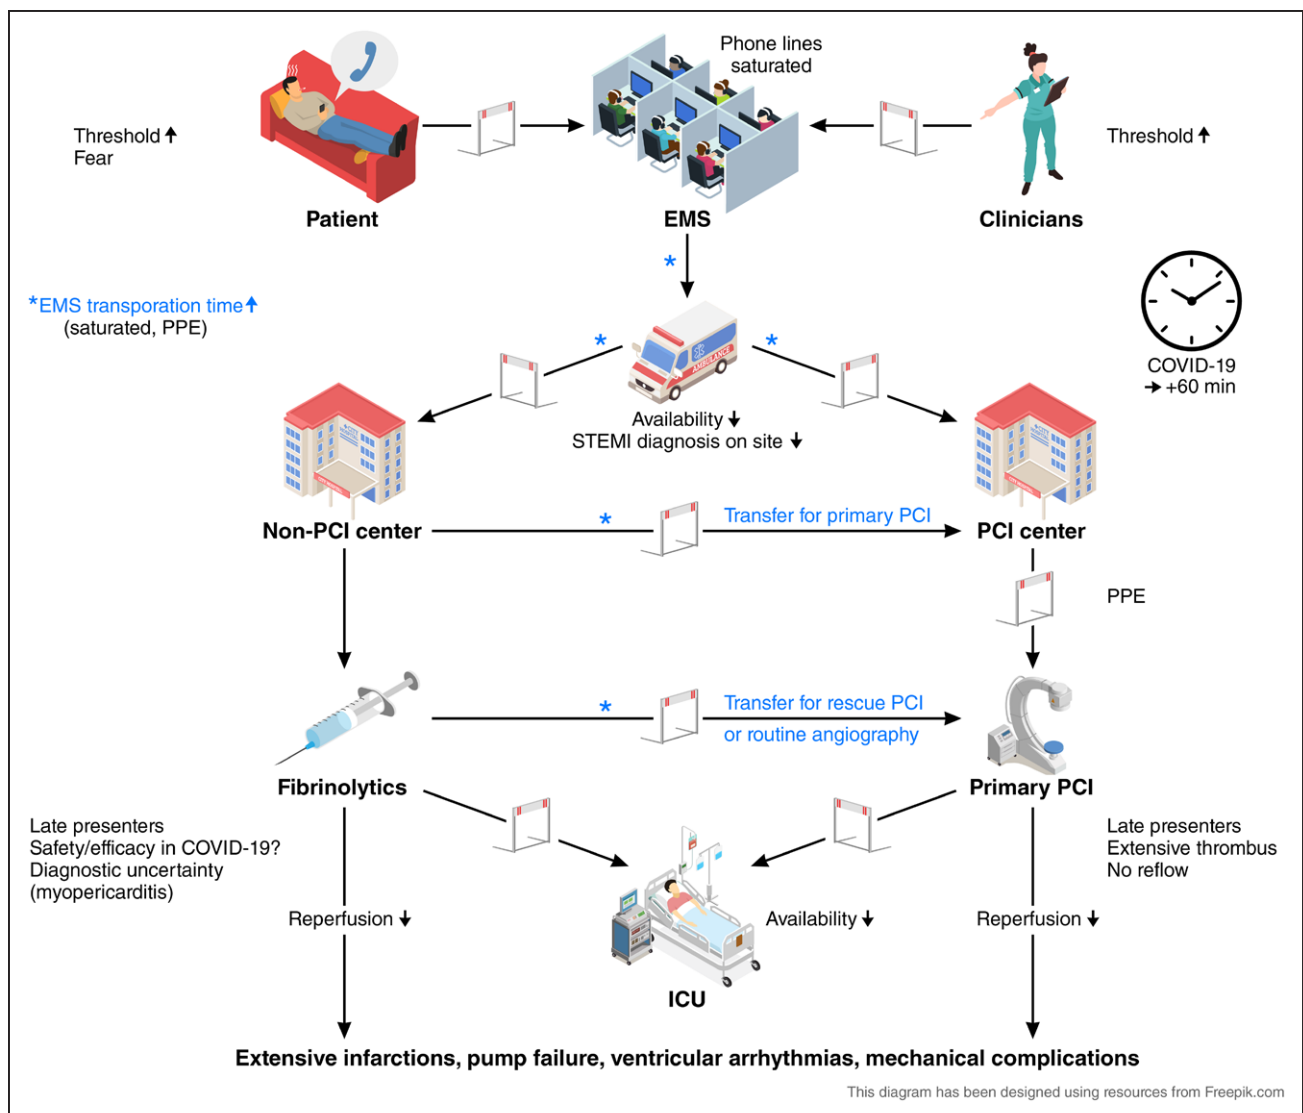 Phone lines
saturated
Threshold ↑
Fear
Threshold ↑
Patient
EMS
Clinicians
*
*EMS transporation time ↑
(saturated, PPE)
*
*
AMBULANCE
COVID-19
→ +60 min
Availability ↓
STEMI diagnosis on site ↓
*
Transfer for primary PCI
Non-PCI center
PCI center
PPE
*
Transfer for rescue PCI
or routine angiography
Fibrinolytics
Primary PCI
Late presenters
Safety/efficacy in COVID-19?
Diagnostic uncertainty
(myopericarditis)
Late presenters
Extensive thrombus
No reflow
Reperfusion ↓
Availability ↓
Reperfusion ↓
ICU
Extensive infarctions, pump failure, ventricular arrhythmias, mechanical complications
This diagram has been designed using resources from Freepik.com